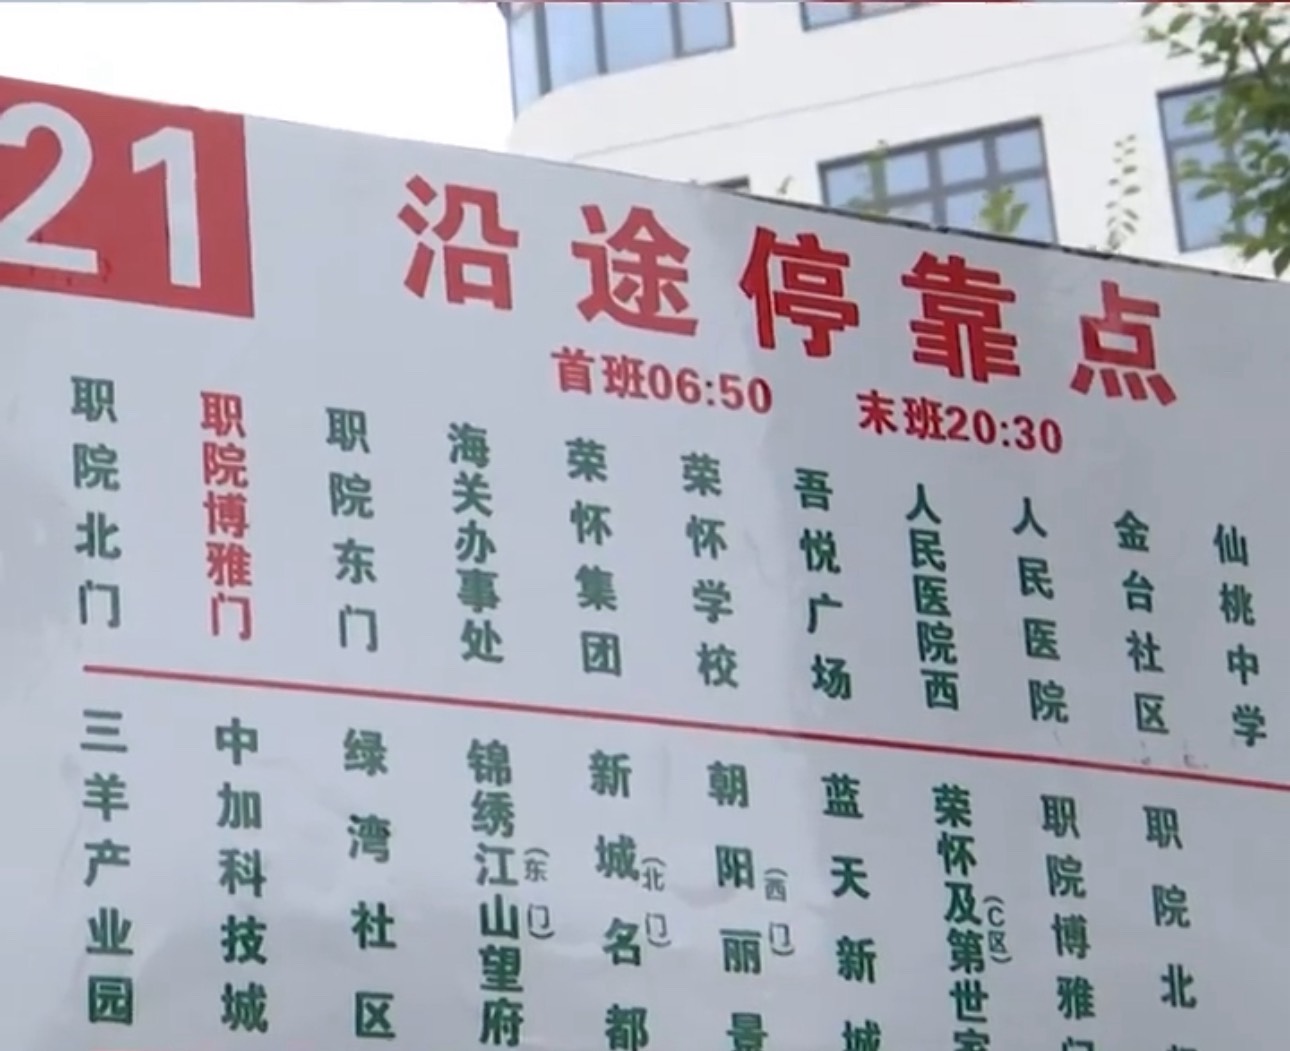 21
沿途停靠点
首班06:50 末班20:30
职院北门
职院博雅门
职院东门
海关办事处
荣怀集团
荣怀学校
吾悦广场
人民医院西
人民医院
金台社区
仙桃中学
三羊产业园
中加科技城
绿湾社区
锦绣江山望府
(东门)
新城名都
(北门)
朝阳丽景
(西门)
蓝天新城
荣怀及第世家
(C区)
职院博雅门
职院北